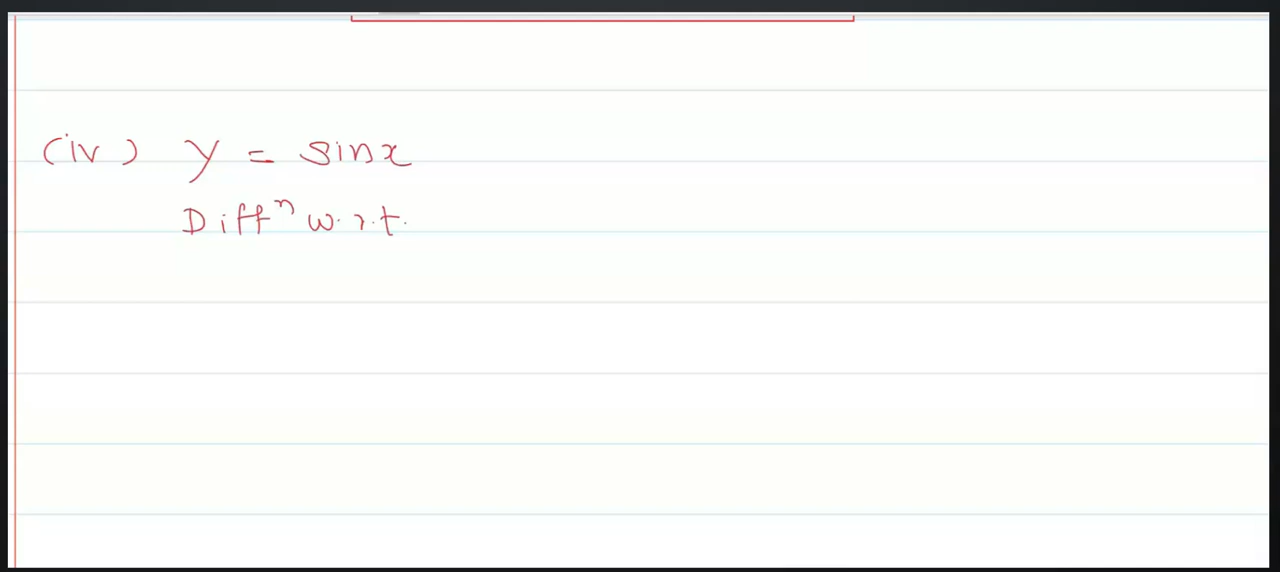 (iv) y = sinx
Diffⁿ w.r.t.